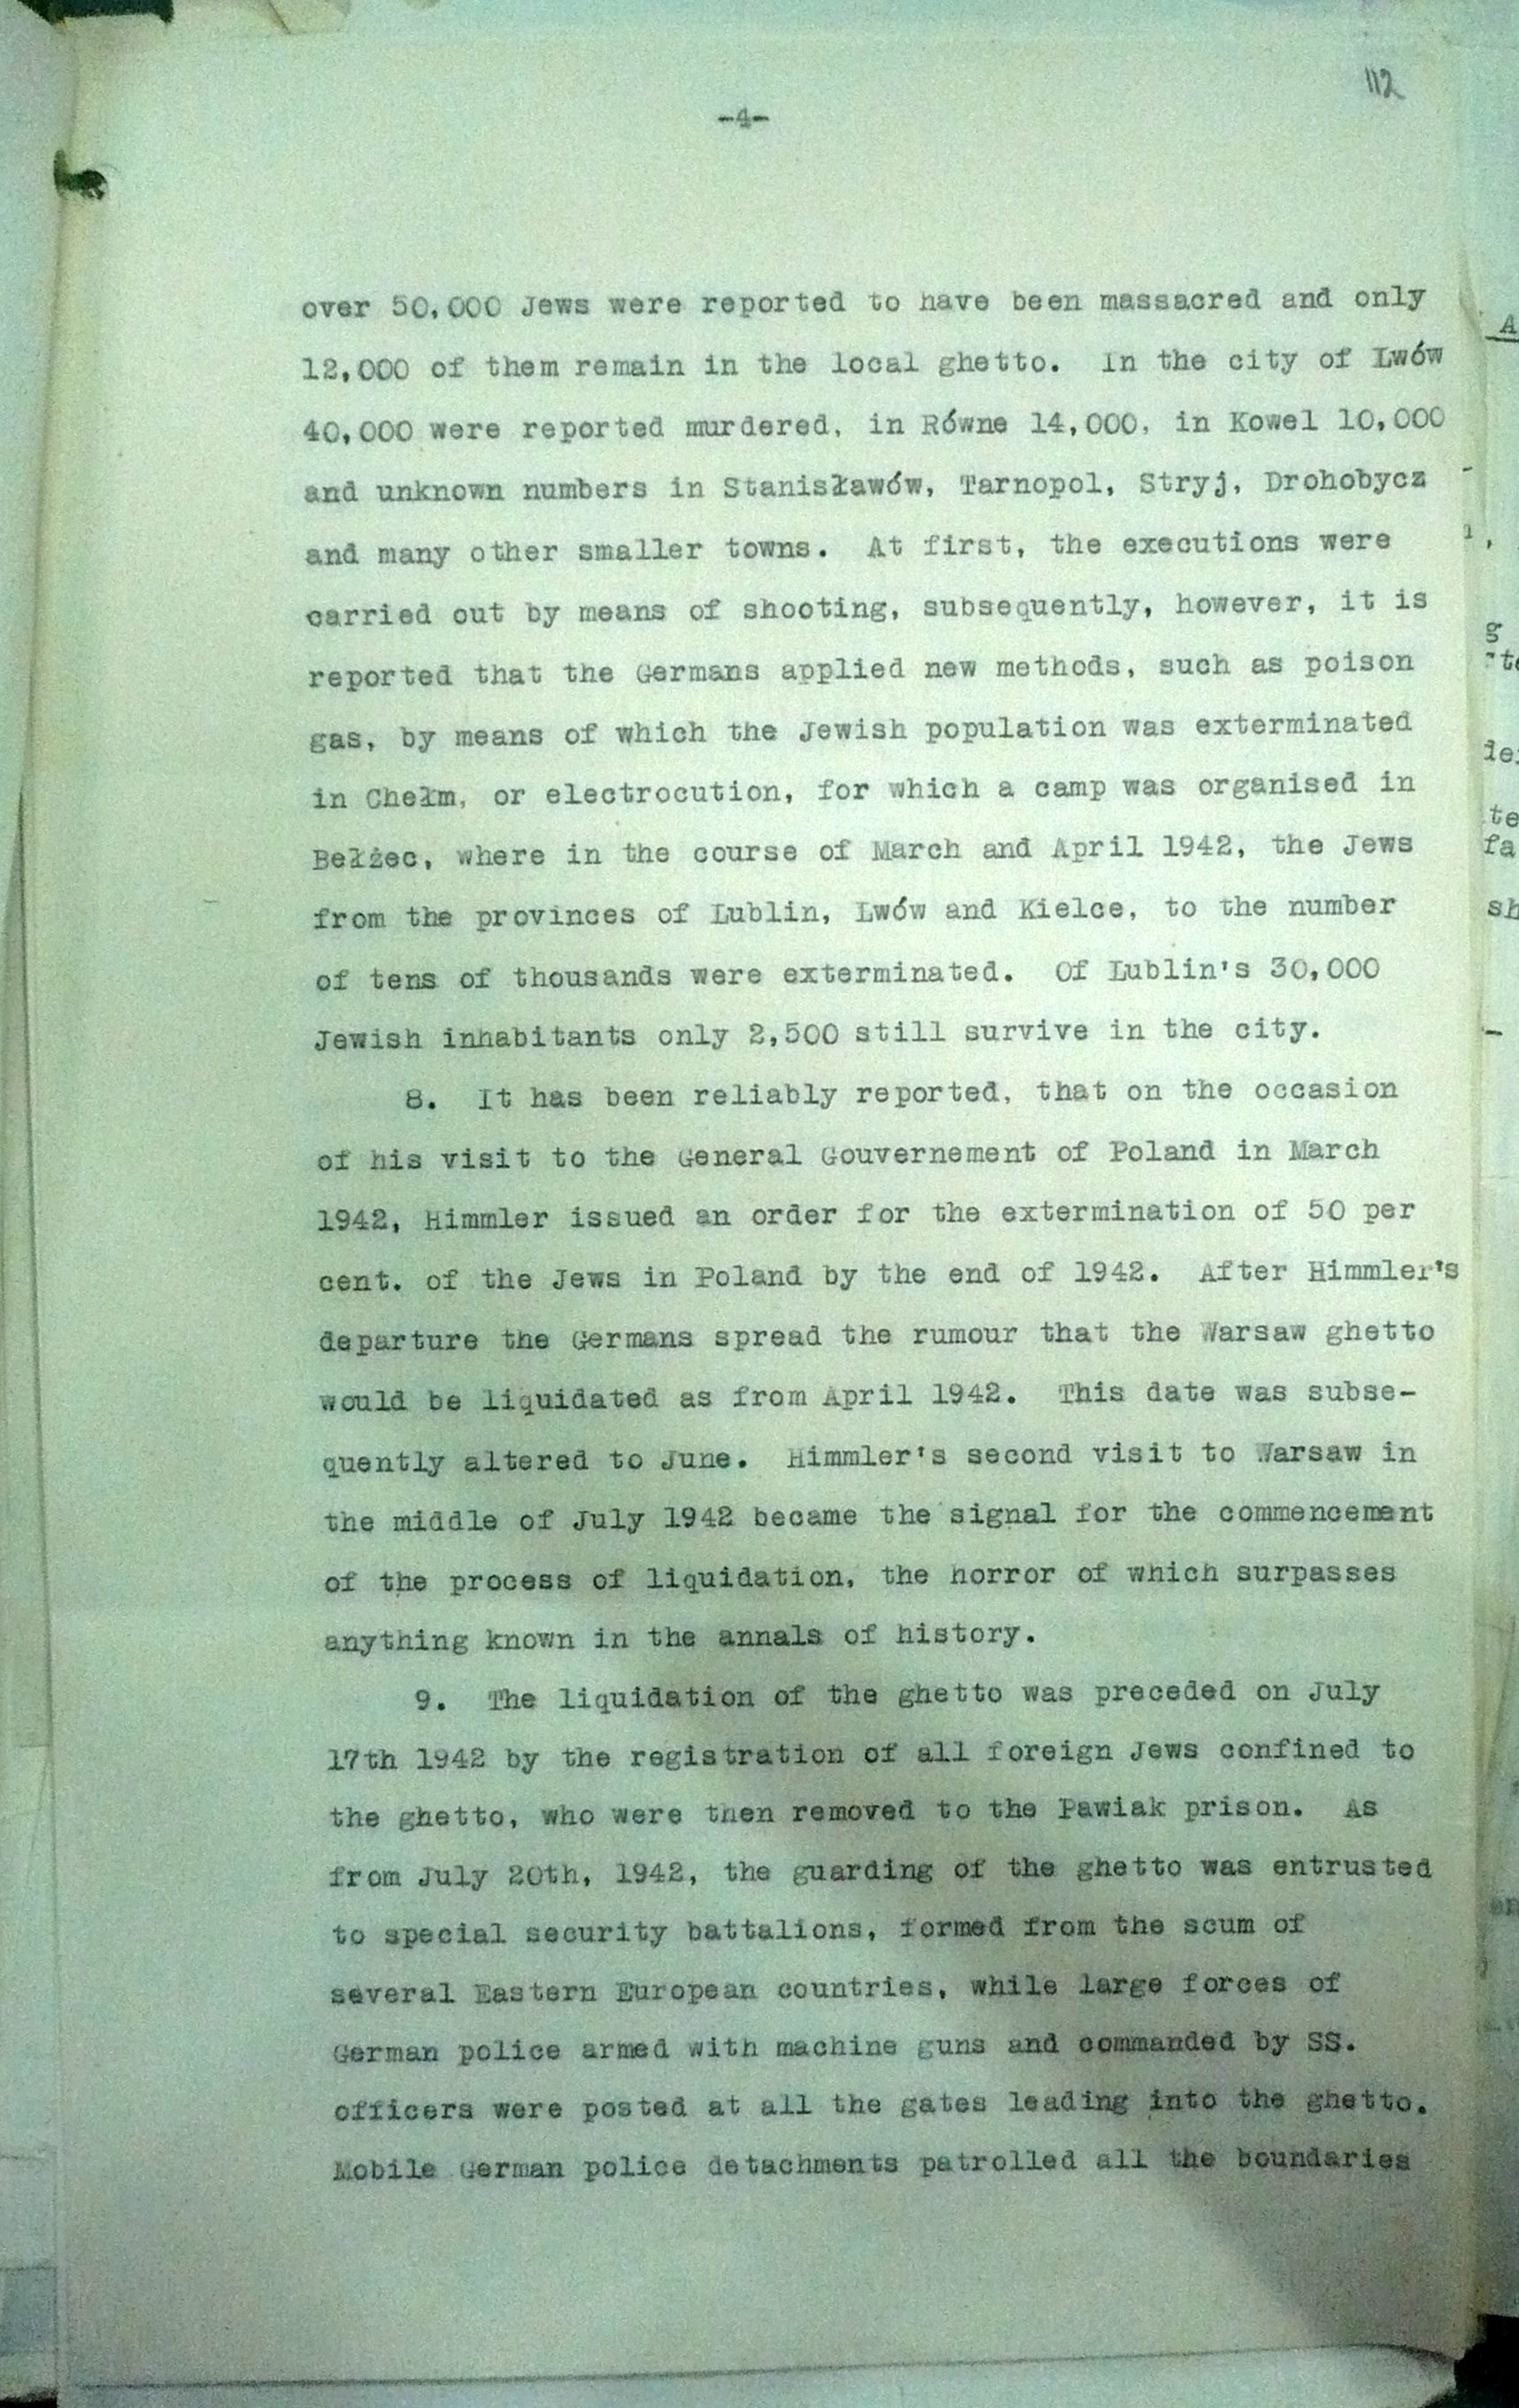 112
-4-
over 50,000 Jews were reported to have been massacred and only
12,000 of them remain in the local ghetto. In the city of Lwów
40,000 were reported murdered, in Równe 14,000, in Kowel 10,000
and unknown numbers in Stanisławów, Tarnopol, Stryj, Drohobycz
and many other smaller towns. At first, the executions were
carried out by means of shooting, subsequently, however, it is
reported that the Germans applied new methods, such as poison
gas, by means of which the Jewish population was exterminated
in Chełm, or electrocution, for which a camp was organised in
Bełżec, where in the course of March and April 1942, the Jews
from the provinces of Lublin, Lwów and Kielce, to the number
of tens of thousands were exterminated. Of Lublin's 30,000
Jewish inhabitants only 2,500 still survive in the city.
8. It has been reliably reported, that on the occasion
of his visit to the General Gouvernement of Poland in March
1942, Himmler issued an order for the extermination of 50 per
cent. of the Jews in Poland by the end of 1942. After Himmler's
departure the Germans spread the rumour that the Warsaw ghetto
would be liquidated as from April 1942. This date was subse-
quently altered to June. Himmler's second visit to Warsaw in
the middle of July 1942 became the signal for the commencement
of the process of liquidation, the horror of which surpasses
anything known in the annals of history.
9. The liquidation of the ghetto was preceded on July
17th 1942 by the registration of all foreign Jews confined to
the ghetto, who were then removed to the Pawiak prison. As
from July 20th, 1942, the guarding of the ghetto was entrusted
to special security battalions, formed from the scum of
several Eastern European countries, while large forces of
German police armed with machine guns and commanded by SS.
officers were posted at all the gates leading into the ghetto.
Mobile German police detachments patrolled all the boundaries